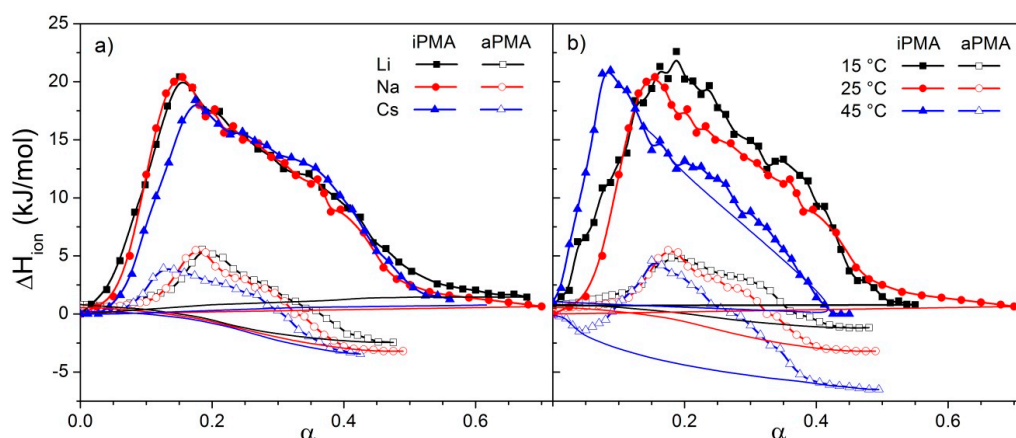 a)
iPMA aPMA
Li
Na
Cs
b)
iPMA aPMA
15 °C
25 °C
45 °C
ΔH_ion (kJ/mol)
25
20
15
10
5
0
-5
0.0 0.2 0.4 0.6
0.2 0.4 0.6
α α